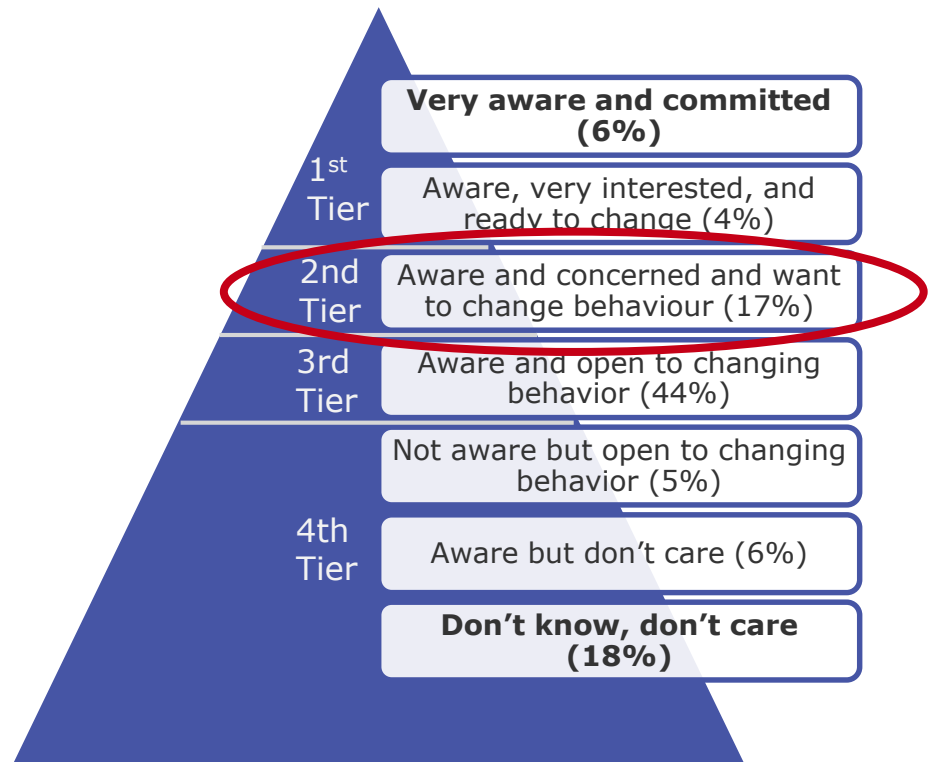 Very aware and committed
(6%)
1st
Tier
Aware, very interested, and
ready to change (4%)
2nd
Tier
Aware and concerned and want
to change behaviour (17%)
3rd
Tier
Aware and open to changing
behavior (44%)
Not aware but open to changing
behavior (5%)
4th
Tier
Aware but don’t care (6%)
Don’t know, don’t care
(18%)